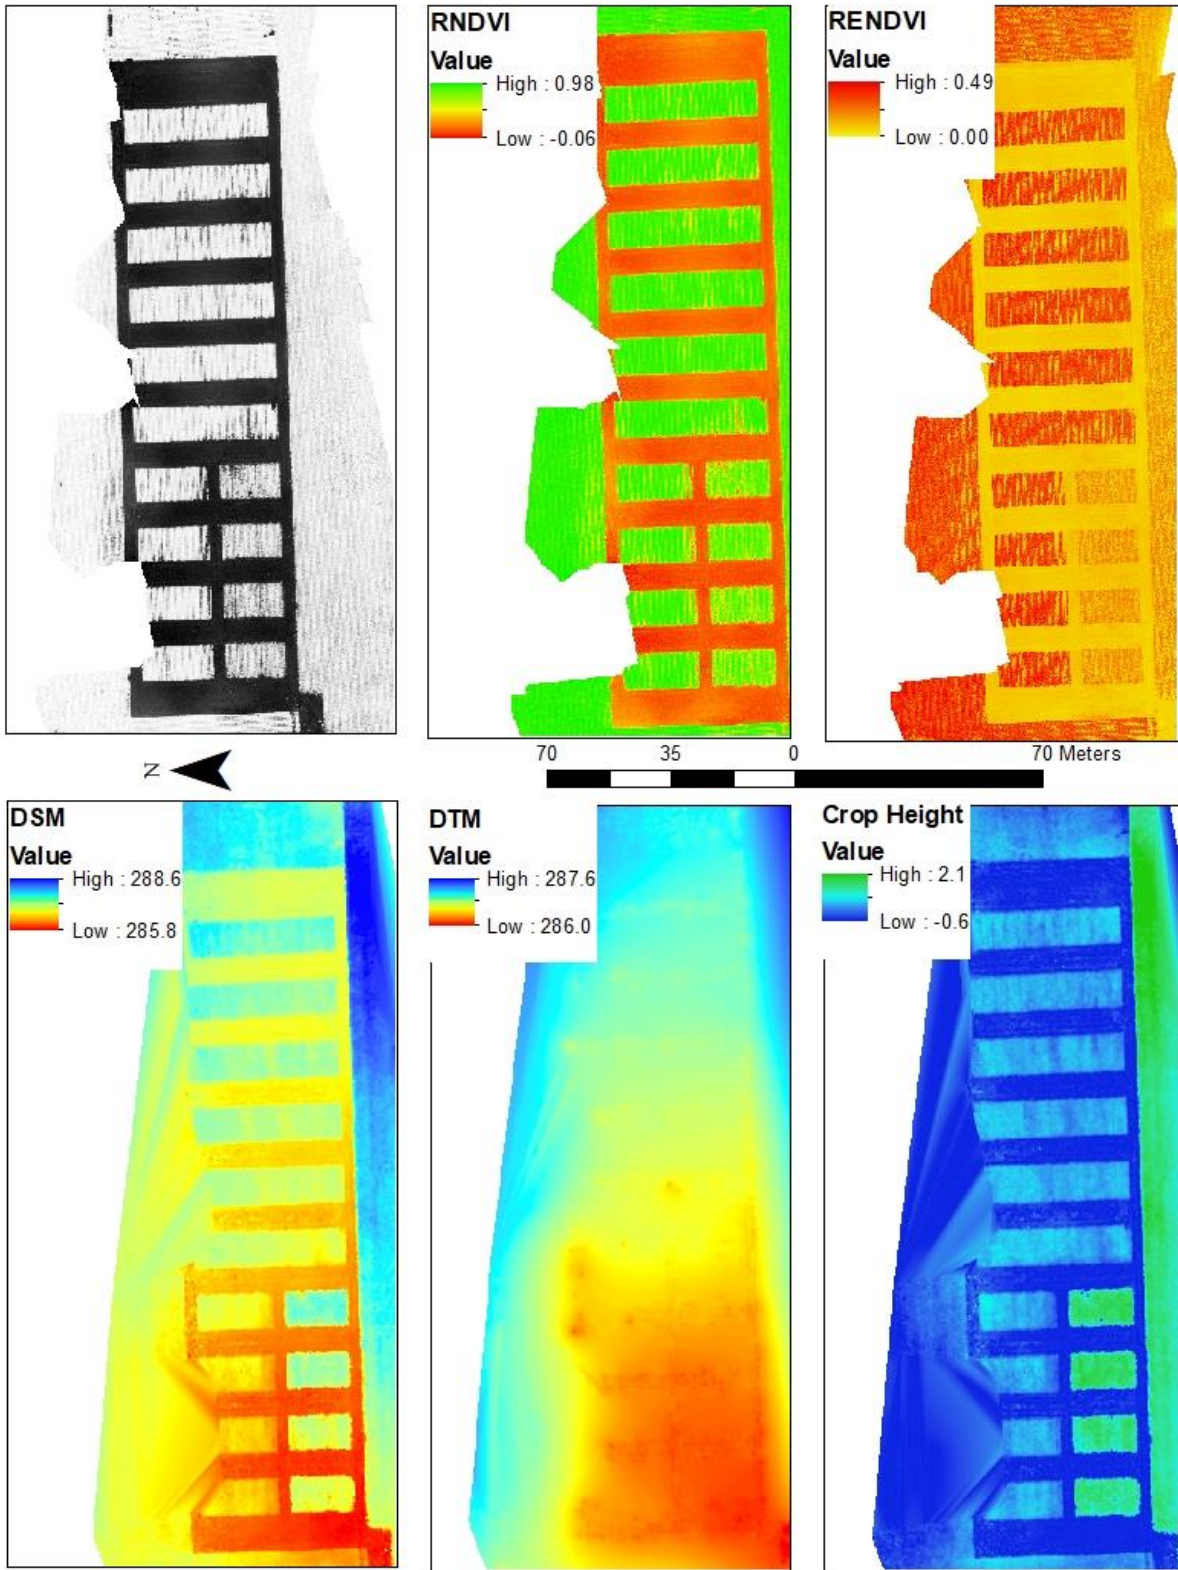 RNDVI
Value
High : 0.98
Low : -0.06
RENDVI
Value
High : 0.49
Low : 0.00
N
70 35 0 70 Meters
DSM
Value
High : 288.6
Low : 285.8
DTM
Value
High : 287.6
Low : 286.0
Crop Height
Value
High : 2.1
Low : -0.6